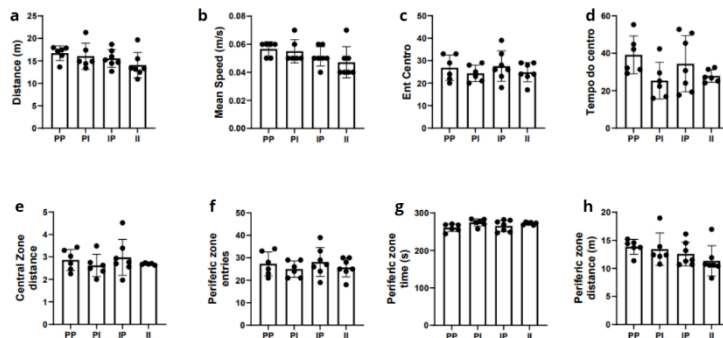 a
b
c
d
Distance (m)
25
20
15
10
5
0
PP
PI
IP
II
Mean Speed (m/s)
0.08
0.06
0.04
0.02
0.00
PP
PI
IP
II
Ent Centro
50
40
30
20
10
0
PP
PI
IP
II
Tempo do centro
60
40
20
0
PP
PI
IP
II
e
f
g
h
Central Zone
distance
5
4
3
2
1
0
PP
PI
IP
II
Periferic zone
entries
50
40
30
20
10
0
PP
PI
IP
II
Periferic zone
time (s)
300
200
100
0
PP
PI
IP
II
Periferic zone
distance (m)
25
20
15
10
5
0
PP
PI
IP
II